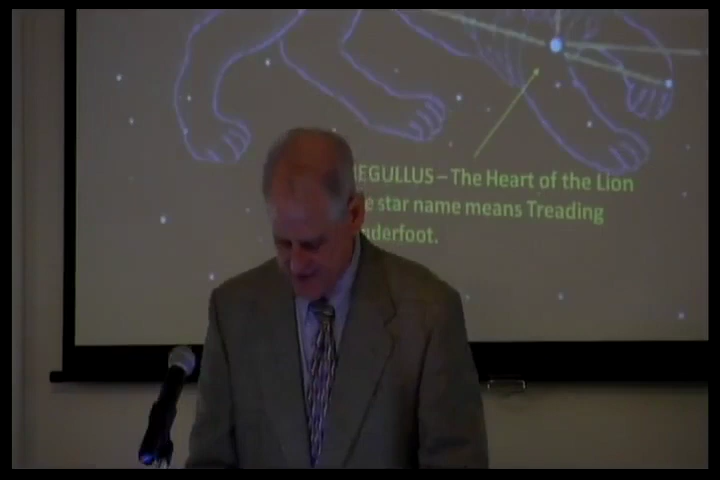 EGULLUS – The Heart of the Lion
e star name means Treading
nderfoot.